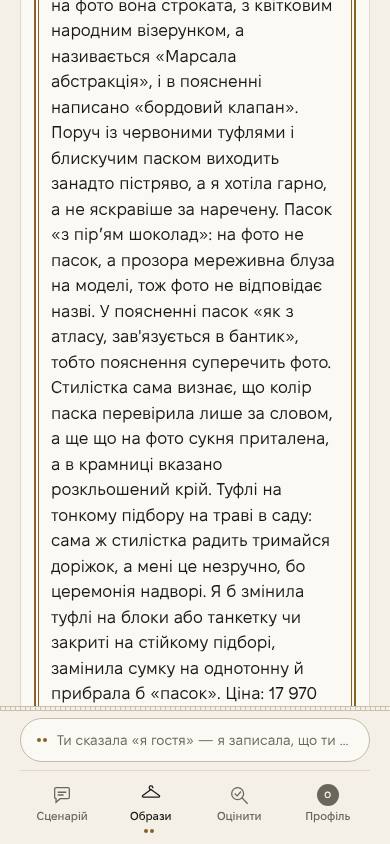 на фото вона строката, з квітковим
народним візерунком, а
називається «Марсала
абстракція», і в поясненні
написано «бордовий клапан».
Поруч із червоними туфлями і
блискучим паском виходить
занадто пістряво, а я хотіла гарно,
а не яскравіше за наречену. Пасок
«з пір’ям шоколад»: на фото не
пасок, а прозора мереживна блуза
на моделі, тож фото не відповідає
назві. У поясненні пасок «як з
атласу, зав'язується в бантик»,
тобто пояснення суперечить фото.
Стилістка сама визнає, що колір
паска перевірила лише за словом,
а ще що на фото сукня приталена,
а в крамниці вказано
розкльошений крій. Туфлі на
тонкому підбору на траві в саду:
сама ж стилістка радить тримайся
доріжок, а мені це незручно, бо
церемонія надворі. Я б змінила
туфлі на блоки або танкетку чи
закриті на стійкому підборі,
замінила сумку на однотонну й
прибрала б «пасок». Ціна: 17 970
Ти сказала «я гостя» — я записала, що ти ...
Сценарій
Образи
Оцінити
О
Профіль